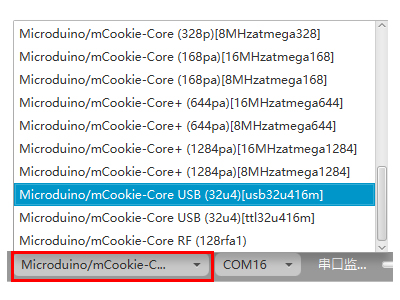 Microduino/mCookie-Core (328p)[8MHzatmega328]
Microduino/mCookie-Core (168pa)[16MHzatmega168]
Microduino/mCookie-Core (168pa)[8MHzatmega168]
Microduino/mCookie-Core+ (644pa)[16MHzatmega644]
Microduino/mCookie-Core+ (644pa)[8MHzatmega644]
Microduino/mCookie-Core+ (1284pa)[16MHzatmega1284]
Microduino/mCookie-Core+ (1284pa)[8MHzatmega1284]
Microduino/mCookie-Core USB (32u4)[usb32u416m]
Microduino/mCookie-Core USB (32u4)[ttl32u416m]
Microduino/mCookie-Core RF (128rfa1)
Microduino/mCookie-C... COM16 串口监...